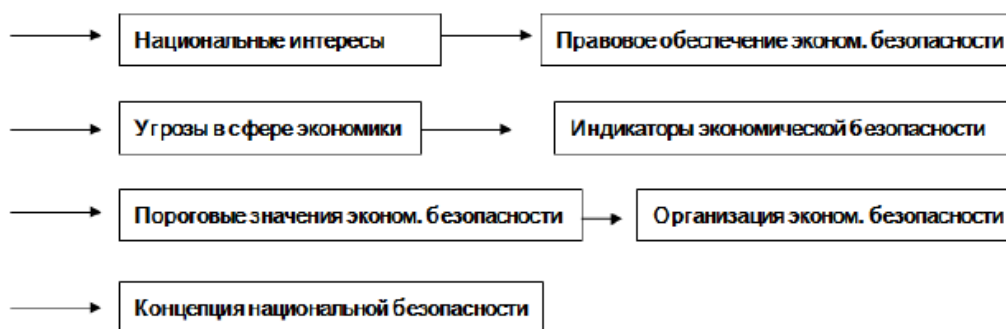 Национальные интересы
Правовое обеспечение эконом. безопасности
Угрозы в сфере экономики
Индикаторы экономической безопасности
Пороговые значения эконом. безопасности
Организация эконом. безопасности
Концепция национальной безопасности